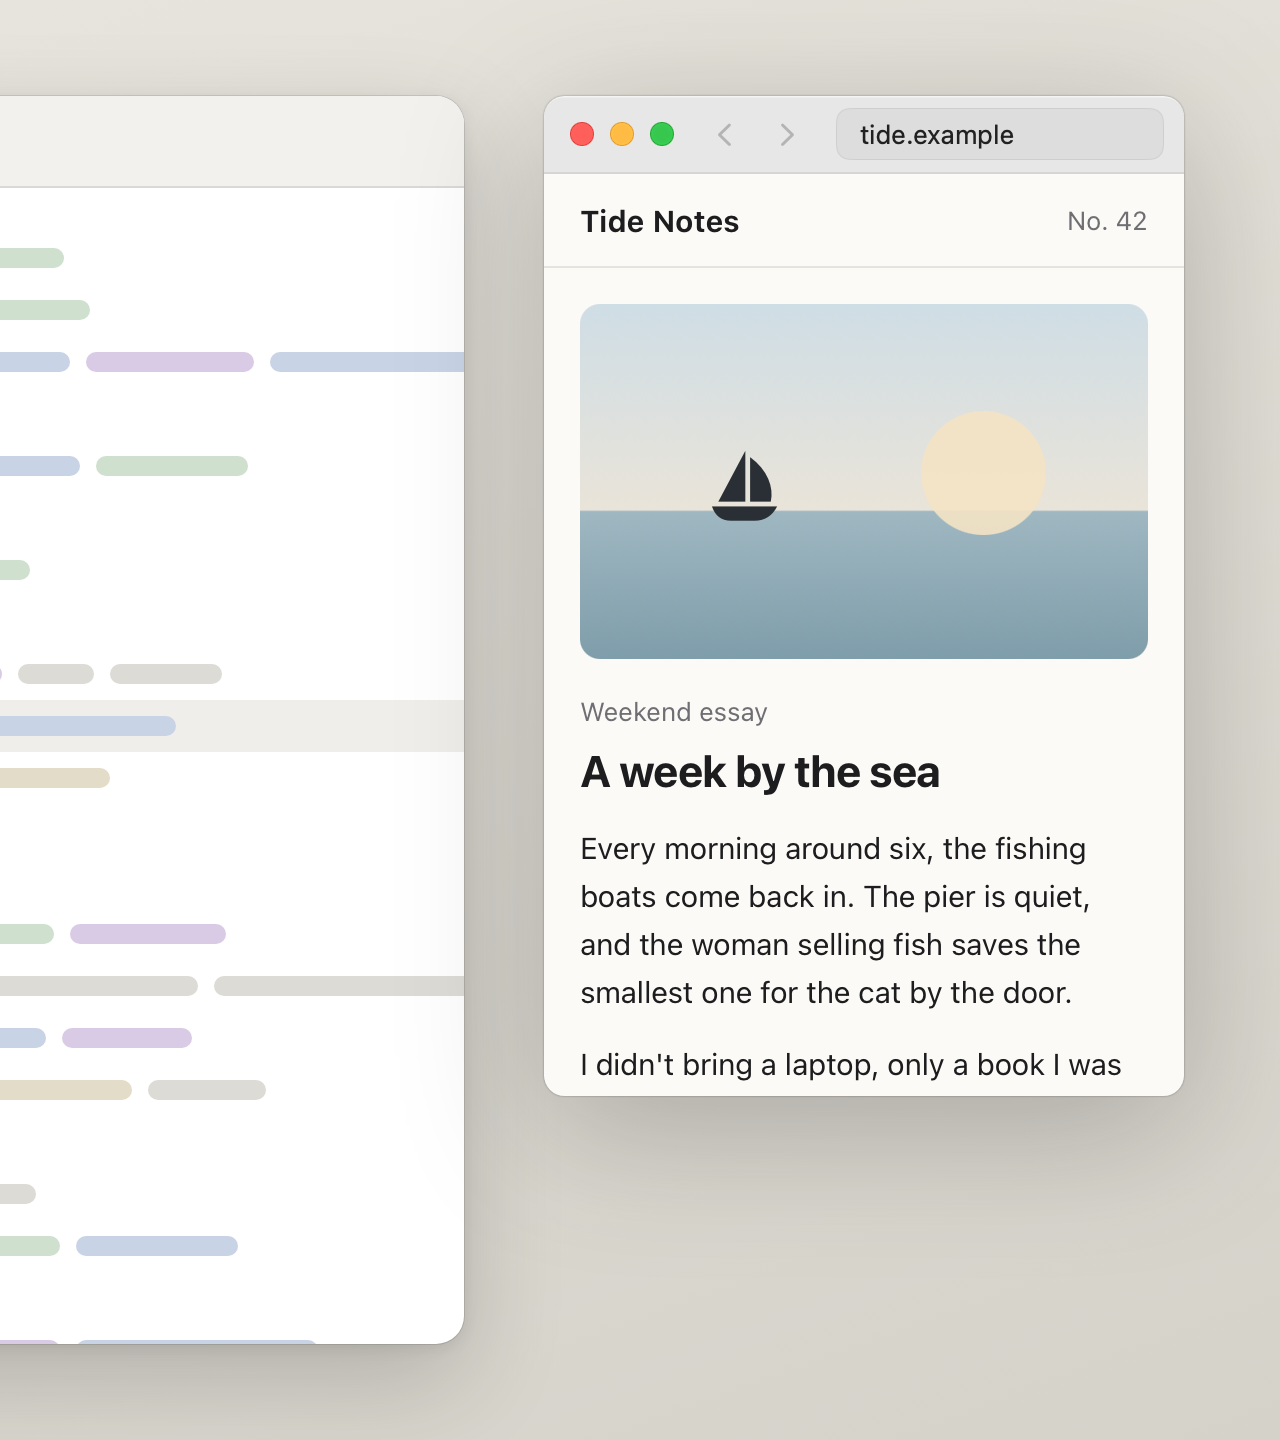 tide.example
Tide Notes
No. 42
Weekend essay
A week by the sea
Every morning around six, the fishing
boats come back in. The pier is quiet,
and the woman selling fish saves the
smallest one for the cat by the door.
I didn't bring a laptop, only a book I was